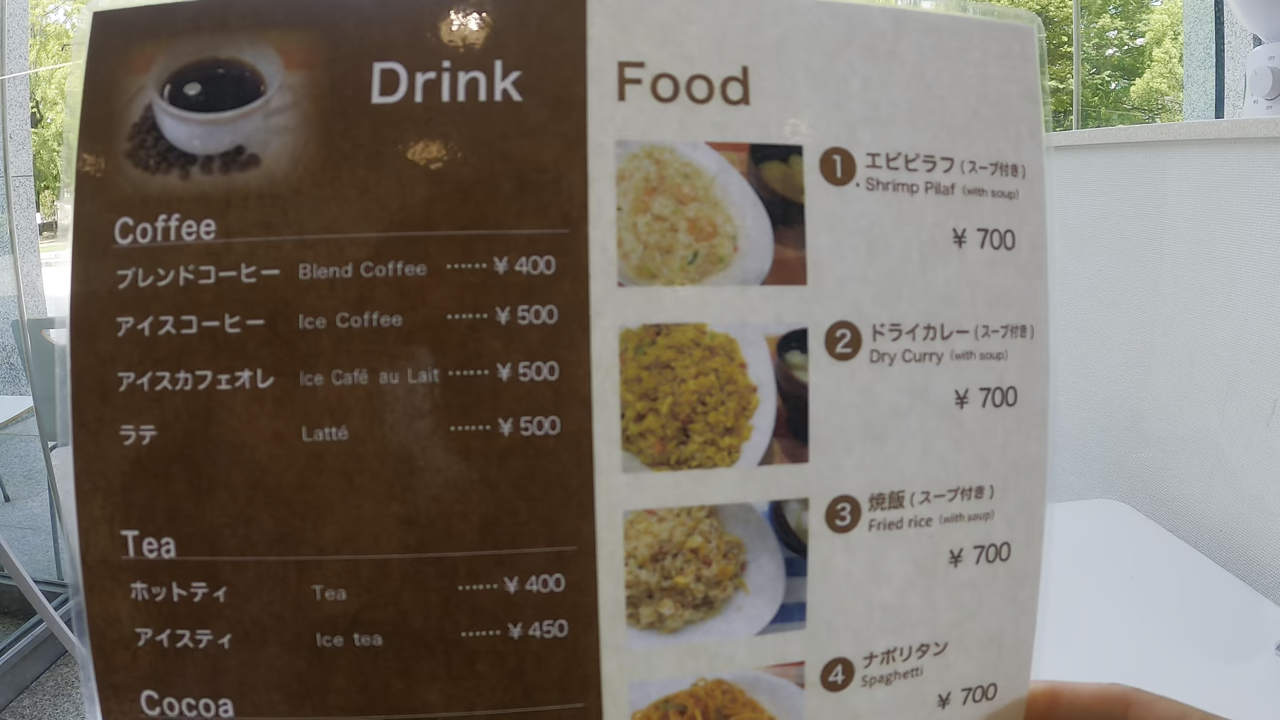 Drink
Coffee
ブレンドコーヒー Blend Coffee ······ ¥ 400
アイスコーヒー Ice Coffee ······ ¥ 500
アイスカフェオレ Ice Café au Lait ······ ¥ 500
ラテ Latté ······ ¥ 500
Tea
ホットティ Tea ······ ¥ 400
アイスティ Ice tea ······ ¥ 450
Cocoa
Food
1 エビピラフ (スープ付き)
Shrimp Pilaf (with soup)
¥ 700
2 ドライカレー (スープ付き)
Dry Curry (with soup)
¥ 700
3 焼飯 (スープ付き)
Fried rice (with soup)
¥ 700
4 ナポリタン
Spaghetti
¥ 700